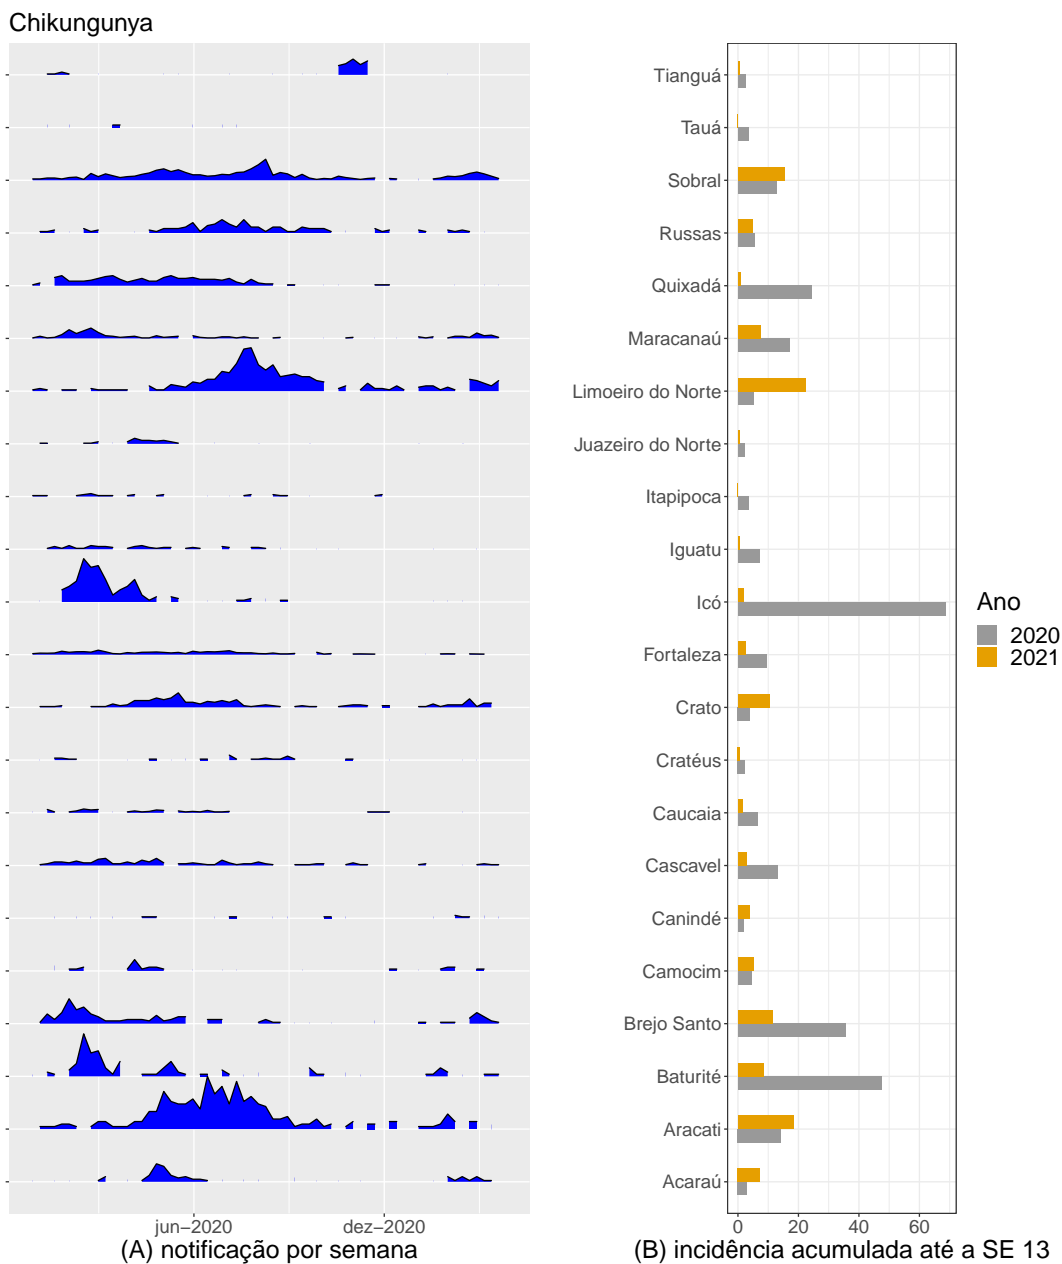 Chikungunya
Tianguá
Tauá
Sobral
Russas
Quixadá
Maracanaú
Limoeiro do Norte
Juazeiro do Norte
Itapipoca
Iguatu
Icó
Fortaleza
Crato
Cratéus
Caucaia
Cascavel
Canindé
Camocim
Brejo Santo
Baturité
Aracati
Acaraú
Ano
2020
2021
jun–2020 dez–2020
(A) notificação por semana
0 20 40 60
(B) incidência acumulada até a SE 13